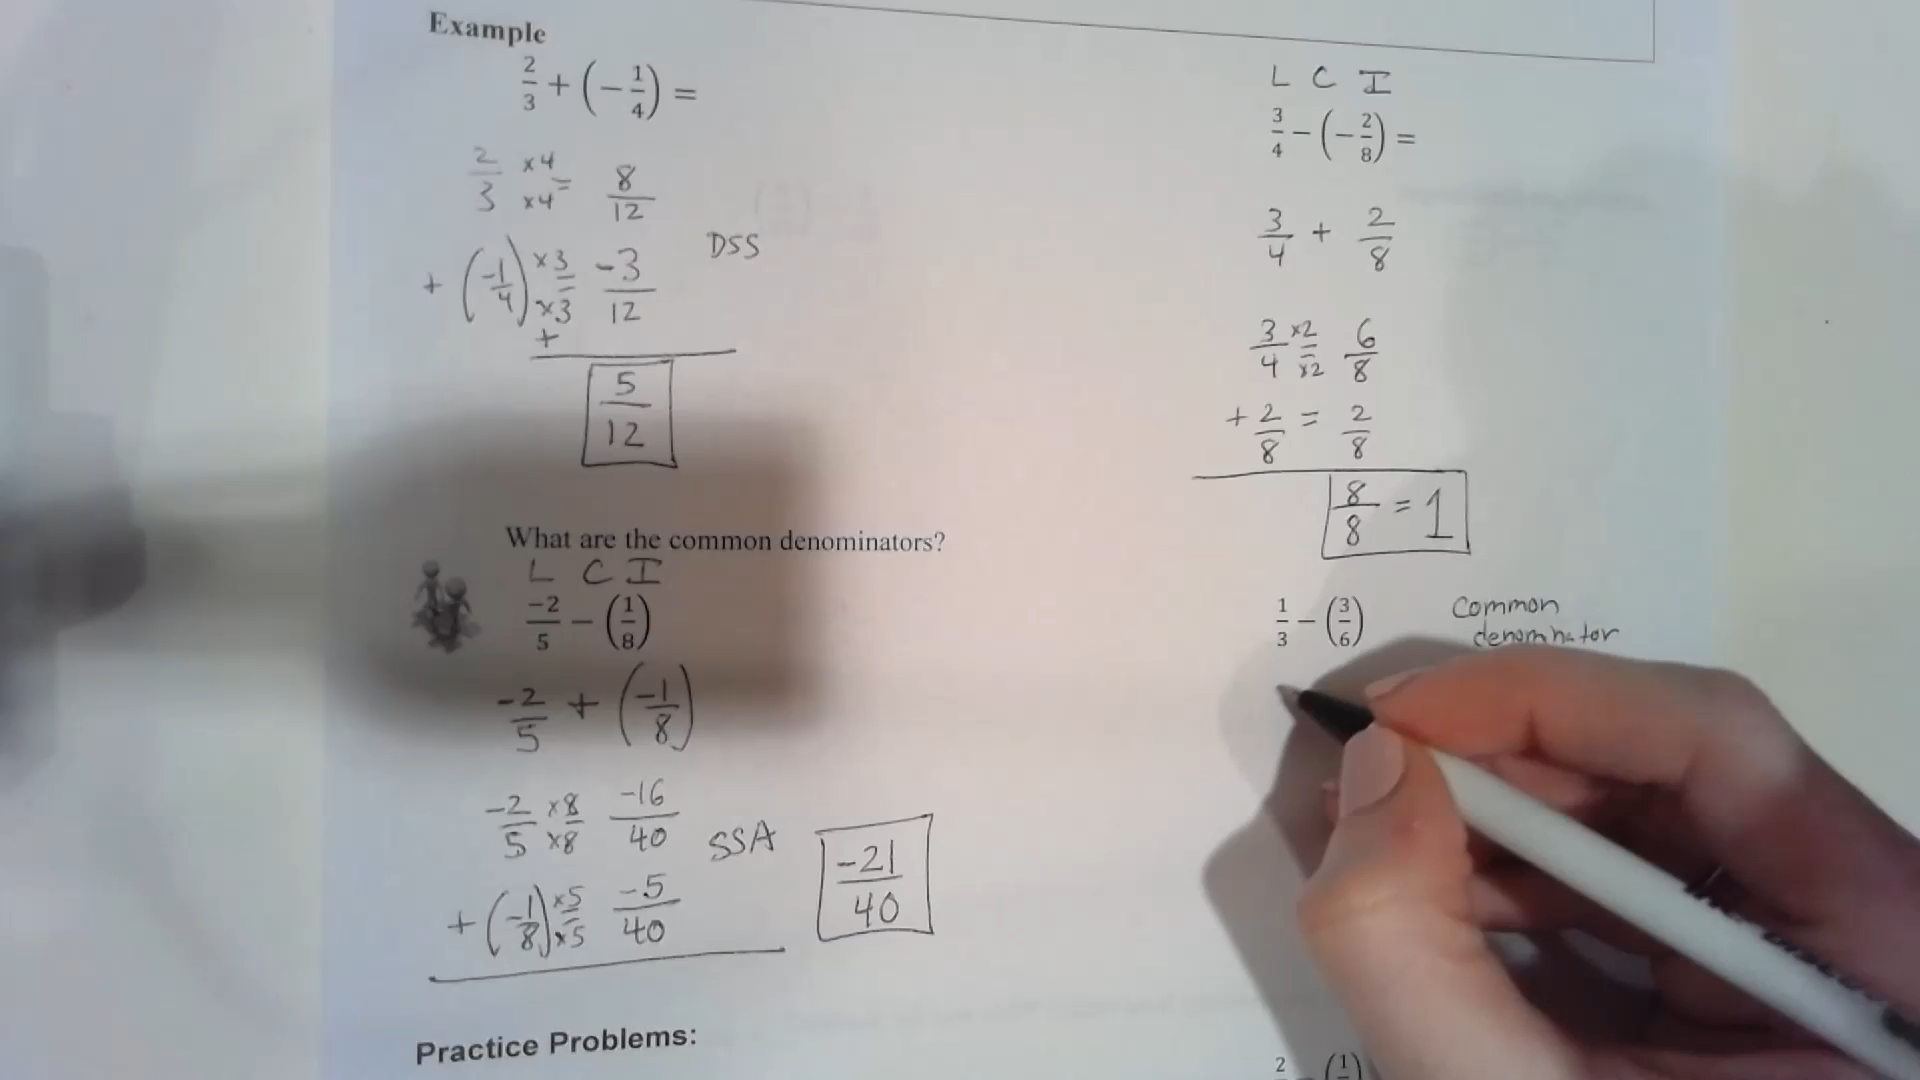 Example
2/3 + (-1/4) =
2/3 ×4/×4 = 8/12
+ (-1/4) ×3/×3 = -3/12 DSS
+
5/12
What are the common denominators?
L C I
-2/5 - (1/8)
-2/5 + (-1/8)
-2/5 ×8/×8 = -16/40 SSA
+ (-1/8) ×5/×5 = -5/40
-21/40
Practice Problems:
L C I
3/4 - (-2/8) =
3/4 + 2/8
3/4 ×2/×2 = 6/8
+ 2/8 = 2/8
8/8 = 1
1/3 - (3/6)
Common
denominator